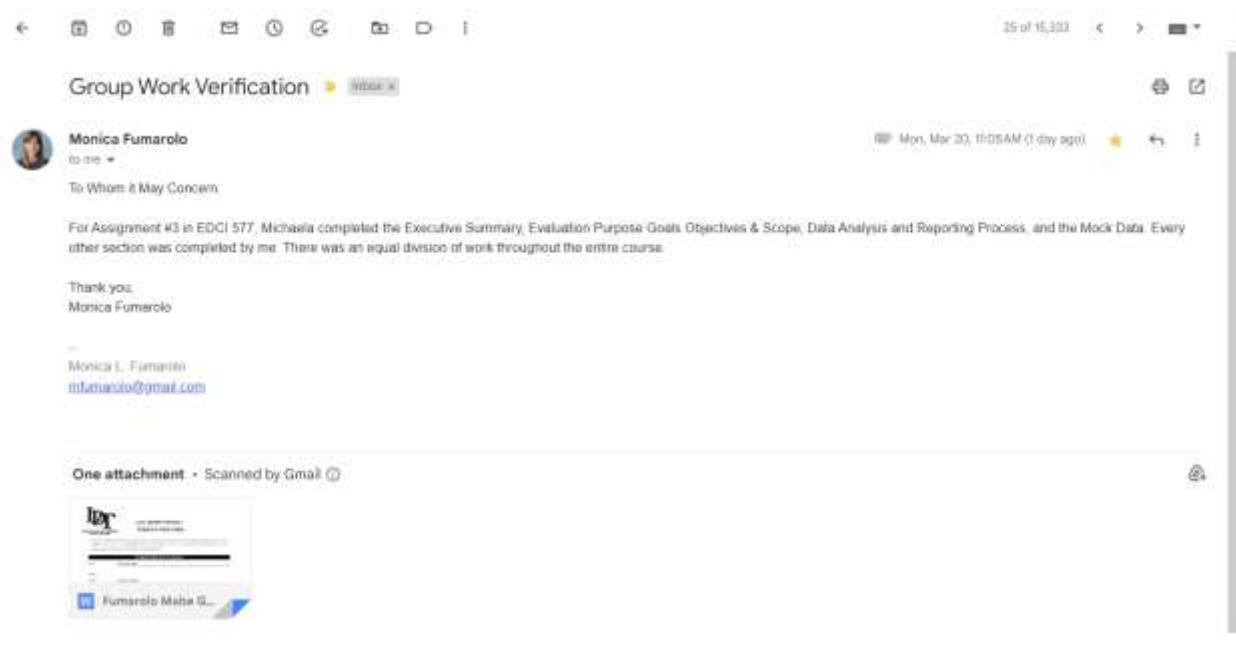 25 of 15,333
Group Work Verification
Inbox x
Monica Fumarolo
Mon, Mar 20, 11:05 AM (1 day ago)
to me
To Whom it May Concern:
For Assignment #3 in EDCI 577, Michaela completed the Executive Summary, Evaluation Purpose Goals Objectives & Scope, Data Analysis and Reporting Process, and the Mock Data. Every
other section was completed by me. There was an equal division of work throughout the entire course.
Thank you,
Monica Fumarolo
--
Monica L. Fumarolo
mfumarolo@gmail.com
One attachment • Scanned by Gmail
W Fumarolo Mabe G...